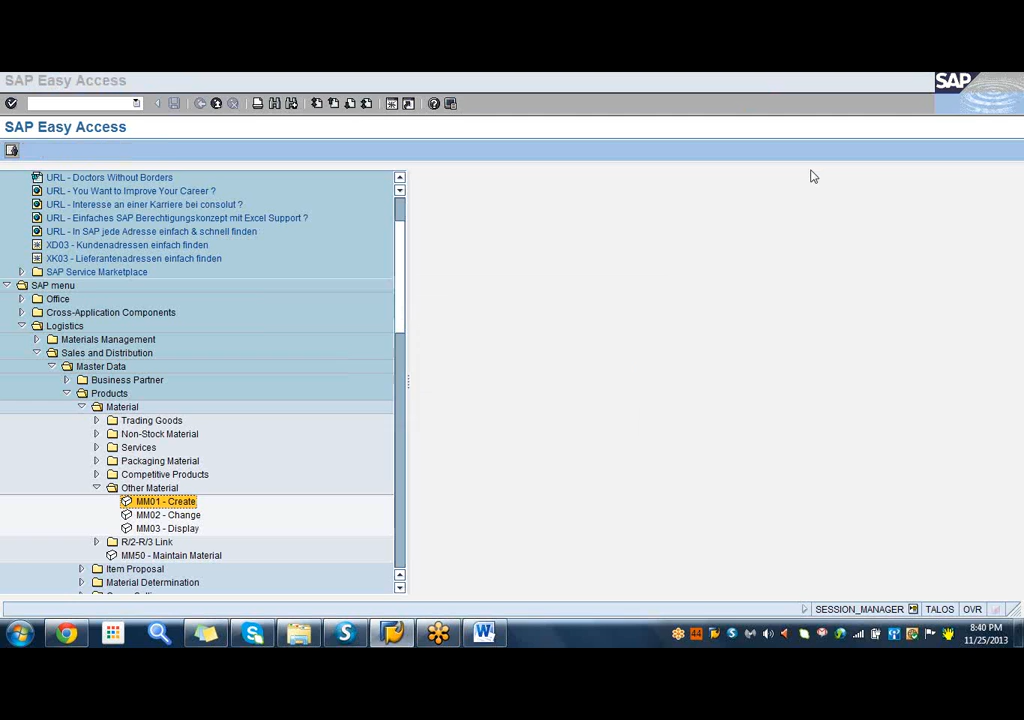 SAP Easy Access
SAP
SAP Easy Access
URL - Doctors Without Borders
URL - You Want to Improve Your Career ?
URL - Interesse an einer Karriere bei consolut ?
URL - Einfaches SAP Berechtigungskonzept mit Excel Support ?
URL - In SAP jede Adresse einfach & schnell finden
XD03 - Kundenadressen einfach finden
XK03 - Lieferantenadressen einfach finden
SAP Service Marketplace
SAP menu
Office
Cross-Application Components
Logistics
Materials Management
Sales and Distribution
Master Data
Business Partner
Products
Material
Trading Goods
Non-Stock Material
Services
Packaging Material
Competitive Products
Other Material
MM01 - Create
MM02 - Change
MM03 - Display
R/2-R/3 Link
MM50 - Maintain Material
Item Proposal
Material Determination
SESSION_MANAGER TALOS OVR
44
8:40 PM
11/25/2013